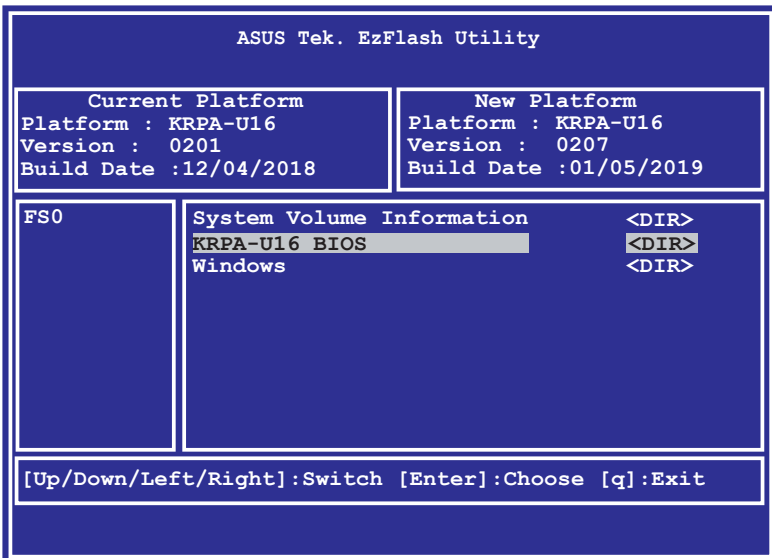 ASUS Tek. EzFlash Utility
Current Platform
Platform : KRPA-U16
Version : 0201
Build Date :12/04/2018
New Platform
Platform : KRPA-U16
Version : 0207
Build Date :01/05/2019
FS0
System Volume Information <DIR>
KRPA-U16 BIOS <DIR>
Windows <DIR>
[Up/Down/Left/Right]:Switch [Enter]:Choose [q]:Exit